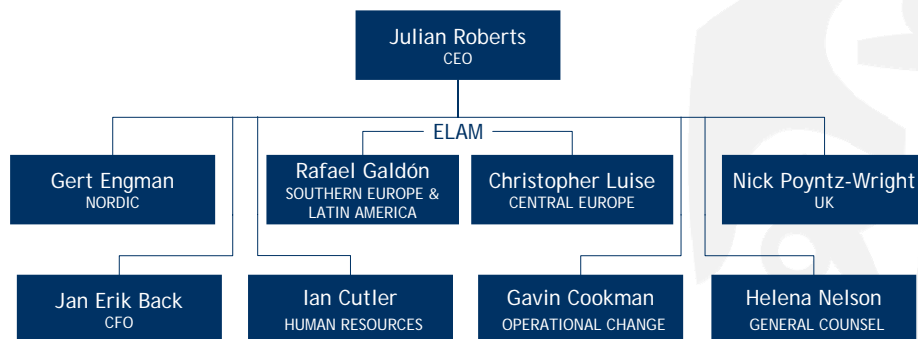 Julian Roberts
CEO
ELAM
Gert Engman
NORDIC
Rafael Galdón
SOUTHERN EUROPE &
LATIN AMERICA
Christopher Luise
CENTRAL EUROPE
Nick Poyntz-Wright
UK
Jan Erik Back
CFO
Ian Cutler
HUMAN RESOURCES
Gavin Cookman
OPERATIONAL CHANGE
Helena Nelson
GENERAL COUNSEL